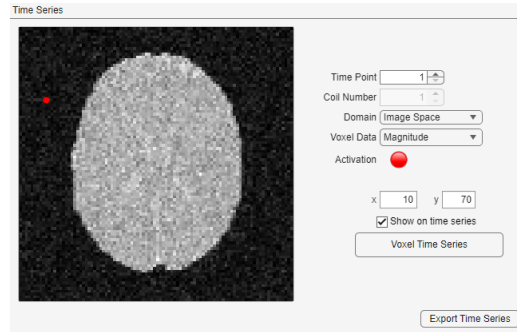 Time Series
Time Point 1
Coil Number 1
Domain Image Space
Voxel Data Magnitude
Activation
x 10 y 70
Show on time series
Voxel Time Series
Export Time Series